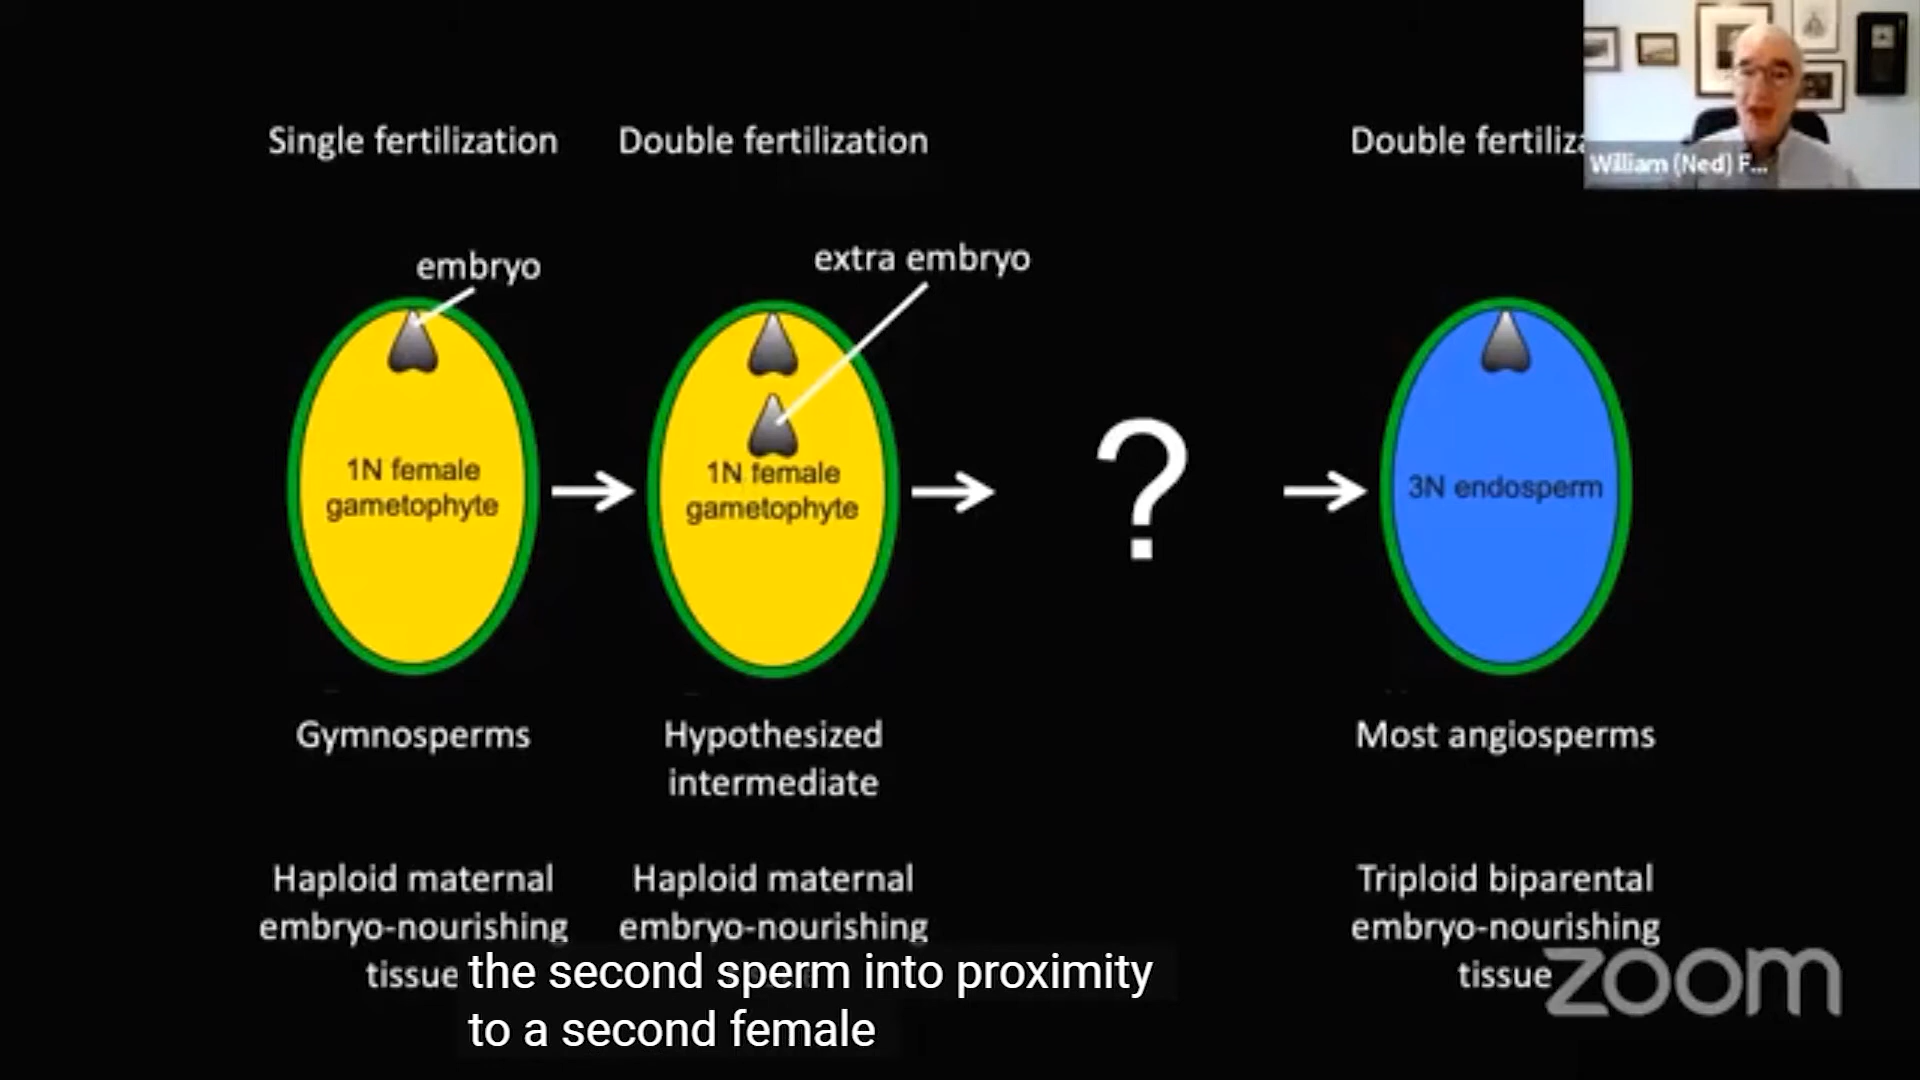 Single fertilization
Double fertilization
Double fertiliza
William (Ned) F...
embryo
extra embryo
1N female
gametophyte
1N female
gametophyte
?
3N endosperm
Gymnosperms
Hypothesized
intermediate
Most angiosperms
Haploid maternal
embryo-nourishing
tissue
Haploid maternal
embryo-nourishing
Triploid biparental
embryo-nourishing
tissue
the second sperm into proximity
to a second female
zoom